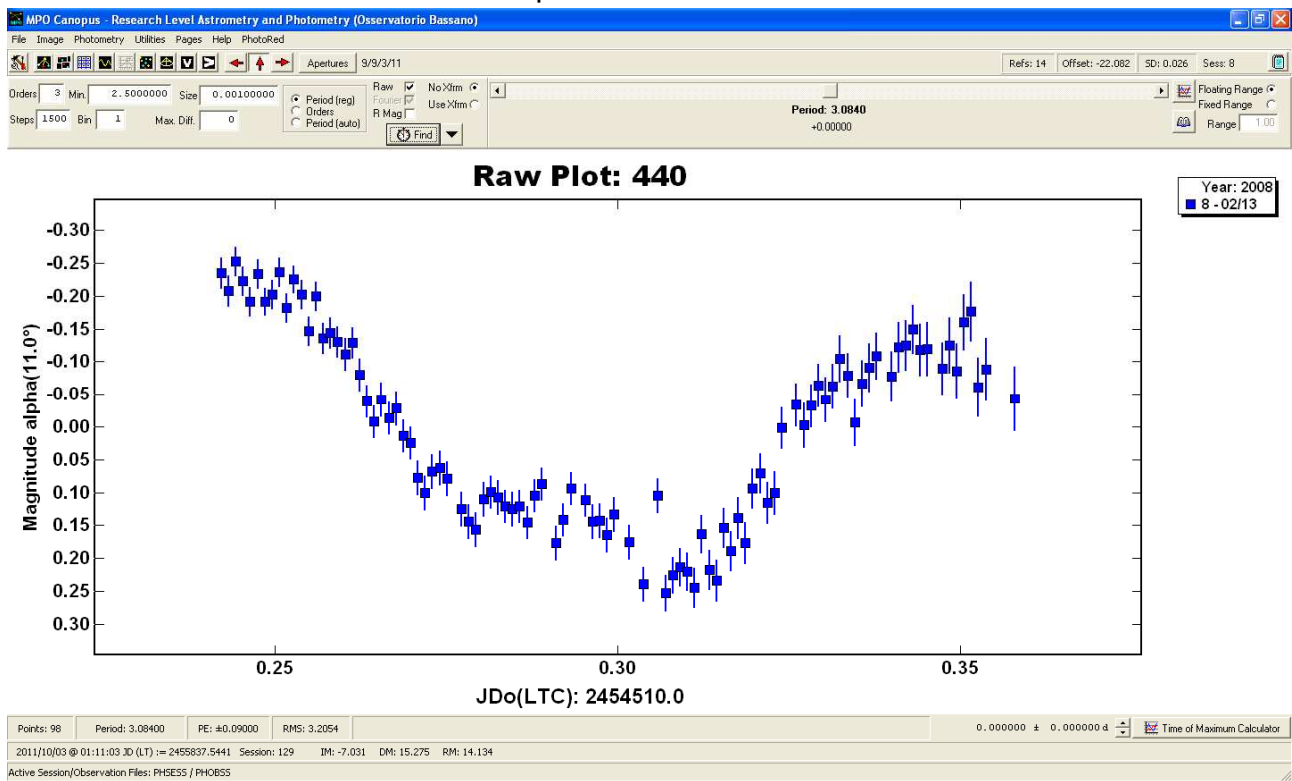 MPO Canopus - Research Level Astrometry and Photometry (Osservatorio Bassano)
File Image Photometry Utilities Pages Help PhotoRed
Apertures 9/9/3/11 Refs: 14 Offset: -22.082 SD: 0.026 Sess: 8
Orders 3 Min. 2.5000000 Size 0.00100000
Steps 1500 Bin 1 Max. Diff. 0
Period (reg)
Orders
Period (auto)
Raw No Xfrm
Fourier Use Xfrm
R Mag
Find
Period: 3.0840
+0.00000
Floating Range
Fixed Range
Range 1.00
Raw Plot: 440
Year: 2008
8 - 02/13
Magnitude alpha(11.0°)
-0.30
-0.25
-0.20
-0.15
-0.10
-0.05
0.00
0.05
0.10
0.15
0.20
0.25
0.30
0.25 0.30 0.35
JDo(LTC): 2454510.0
Points: 98 Period: 3.08400 PE: ±0.09000 RMS: 3.2054 0.000000 ± 0.000000 d Time of Maximum Calculator
2011/10/03 @ 01:11:03 JD (LT) := 2455837.5441 Session: 129 IM: -7.031 DM: 15.275 RM: 14.134
Active Session/Observation Files: PHSESS / PHOBSS